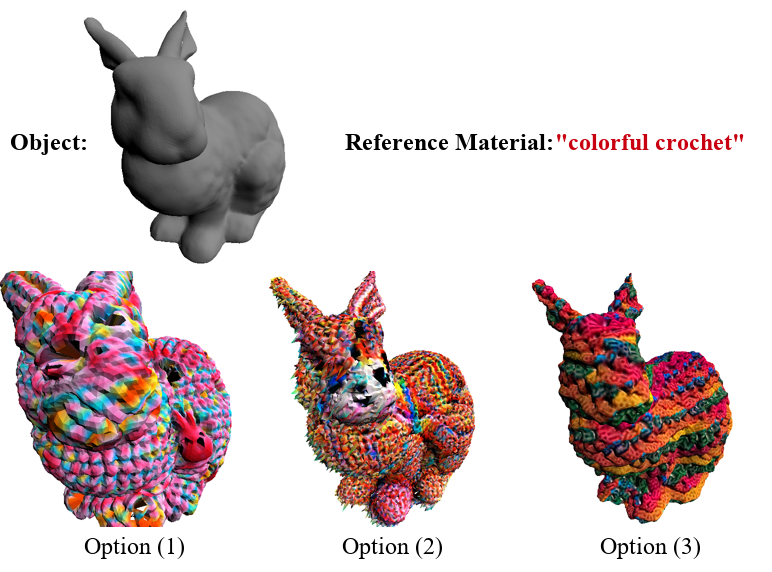 Object:
Reference Material:"colorful crochet"
Option (1)
Option (2)
Option (3)